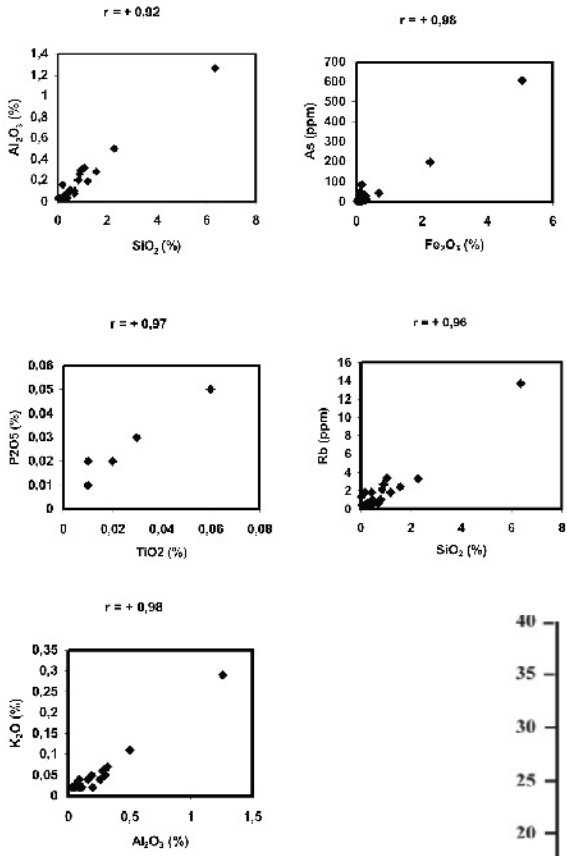 r = + 0,92
1,4
1,2
1
0,8
0,6
0,4
0,2
0
0 2 4 6 8
Al₂O₃ (%)
SiO₂ (%)
r = + 0,98
700
600
500
400
300
200
100
0
0 2 4 6
As (ppm)
Fe₂O₃ (%)
r = + 0,97
0,06
0,05
0,04
0,03
0,02
0,01
0
0 0,02 0,04 0,06 0,08
P2O5 (%)
TiO2 (%)
r = + 0,96
16
14
12
10
8
6
4
2
0
0 2 4 6 8
Rb (ppm)
SiO₂ (%)
r = + 0,98
0,35
0,3
0,25
0,2
0,15
0,1
0,05
0
0 0,5 1 1,5
K₂O (%)
Al₂O₃ (%)
40
35
30
25
20